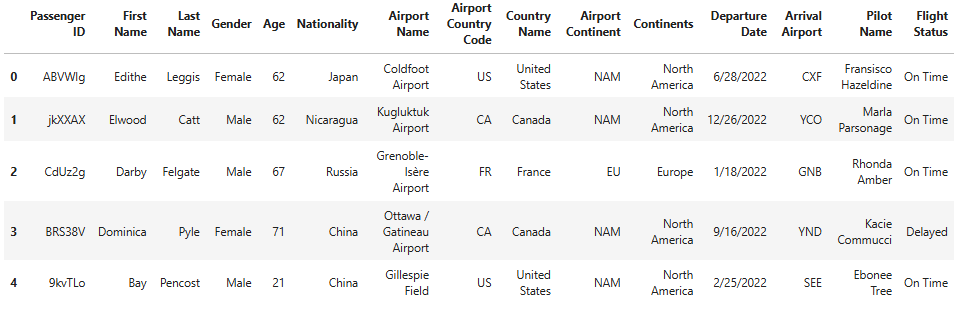 Passenger ID First Name Last Name Gender Age Nationality Airport Name Airport Country Code Country Name Airport Continent Continents Departure Date Arrival Airport Pilot Name Flight Status
0 ABVWIg Edithe Leggis Female 62 Japan Coldfoot Airport US United States NAM North America 6/28/2022 CXF Fransisco Hazeldine On Time
1 jkXXAX Elwood Catt Male 62 Nicaragua Kugluktuk Airport CA Canada NAM North America 12/26/2022 YCO Marla Parsonage On Time
2 CdUz2g Darby Felgate Male 67 Russia Grenoble-Isère Airport FR France EU Europe 1/18/2022 GNB Rhonda Amber On Time
3 BRS38V Dominica Pyle Female 71 China Ottawa / Gatineau Airport CA Canada NAM North America 9/16/2022 YND Kacie Commucci Delayed
4 9kvTLo Bay Pencost Male 21 China Gillespie Field US United States NAM North America 2/25/2022 SEE Ebonee Tree On Time